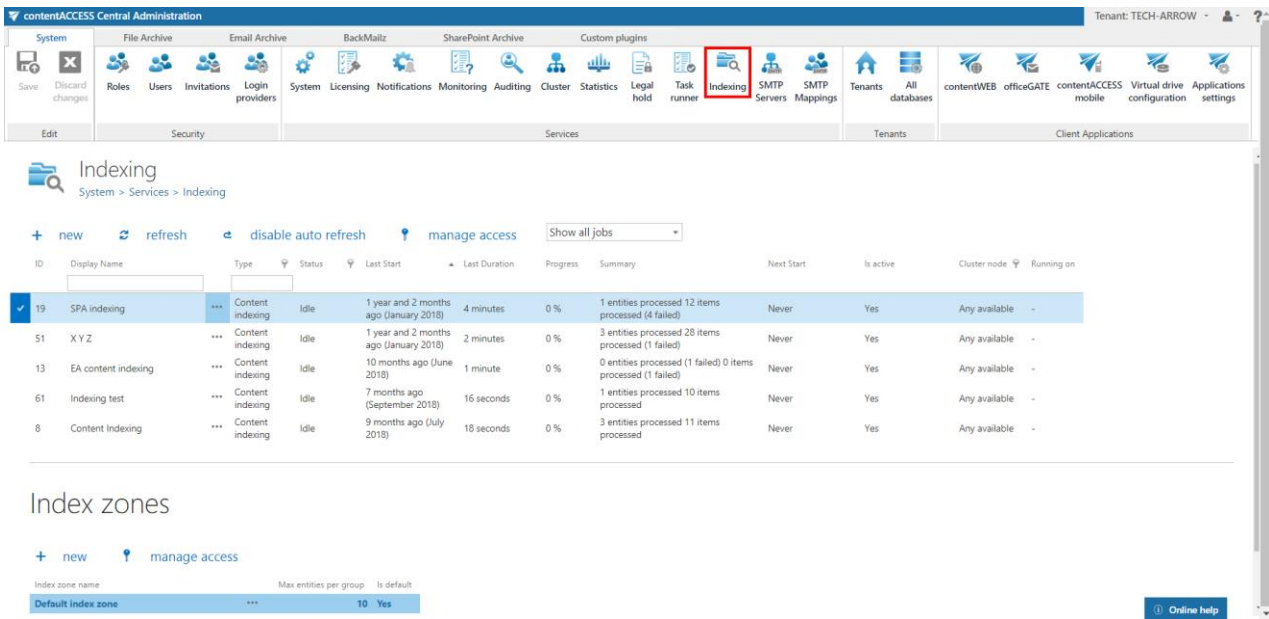 contentACCESS Central Administration
Tenant: TECH-ARROW
?
System File Archive Email Archive BackMailz SharePoint Archive Custom plugins
Save Discard changes Roles Users Invitations Login providers System Licensing Notifications Monitoring Auditing Cluster Statistics Legal hold Task runner Indexing SMTP Servers SMTP Mappings Tenants All databases contentWEB officeGATE contentACCESS mobile Virtual drive configuration Applications settings
Edit Security Services Tenants Client Applications
Indexing
System > Services > Indexing
+ new refresh disable auto refresh manage access Show all jobs
ID Display Name Type Status Last Start Last Duration Progress Summary Next Start Is active Cluster node Running on
19 SPA indexing ••• Content indexing Idle 1 year and 2 months ago (January 2018) 4 minutes 0 % 1 entities processed 12 items processed (4 failed) Never Yes Any available -
51 X Y Z ••• Content indexing Idle 1 year and 2 months ago (January 2018) 2 minutes 0 % 3 entities processed 28 items processed (1 failed) Never Yes Any available -
13 EA content indexing ••• Content indexing Idle 10 months ago (June 2018) 1 minute 0 % 0 entities processed (1 failed) 0 items processed (1 failed) Never Yes Any available -
61 Indexing test ••• Content indexing Idle 7 months ago (September 2018) 16 seconds 0 % 1 entities processed 10 items processed Never Yes Any available -
8 Content Indexing ••• Content indexing Idle 9 months ago (July 2018) 18 seconds 0 % 3 entities processed 11 items processed Never Yes Any available -
Index zones
+ new manage access
Index zone name Max entities per group Is default
Default index zone ••• 10 Yes
Online help